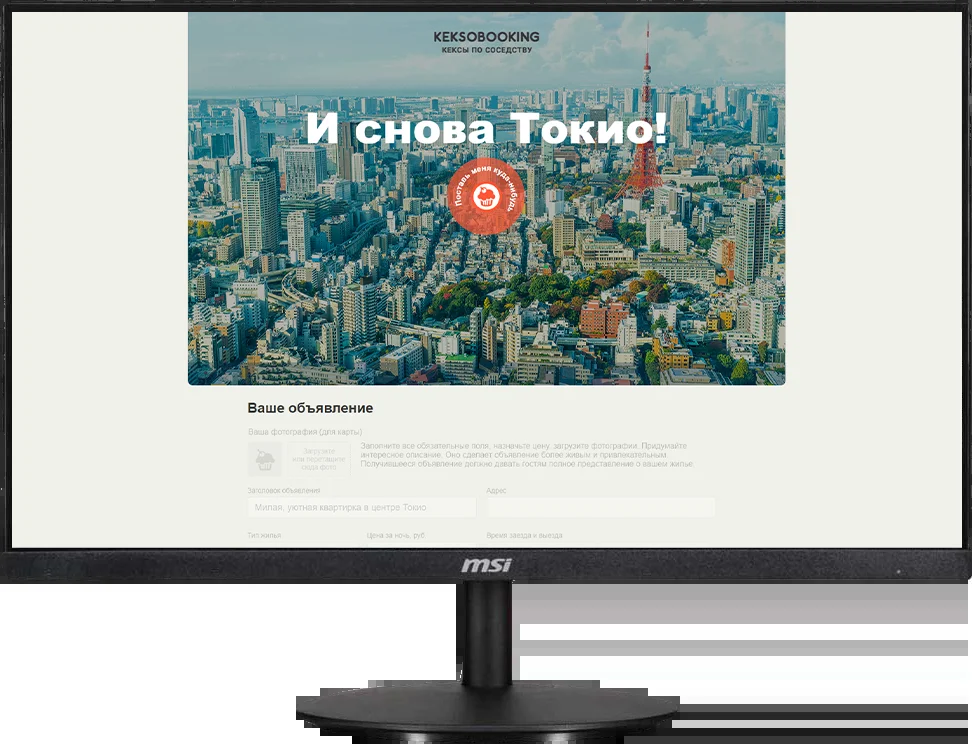 KEKSOBOOKING
КЕКСЫ ПО СОСЕДСТВУ
И снова Токио!
Поставь меня куда-нибудь
Ваше объявление
Ваша фотография (для карты)
Загрузите
или перетащите
сюда фото
Заполните все обязательные поля, назначьте цену, загрузите фотографии. Придумайте
интересное описание. Оно сделает объявление более живым и привлекательным.
Получившееся объявление должно давать гостям полное представление о вашем жилье.
Заголовок объявления
Адрес
Милая, уютная квартирка в центре Токио
Тип жилья
Цена за ночь, руб.
Время заезда и выезда
msi